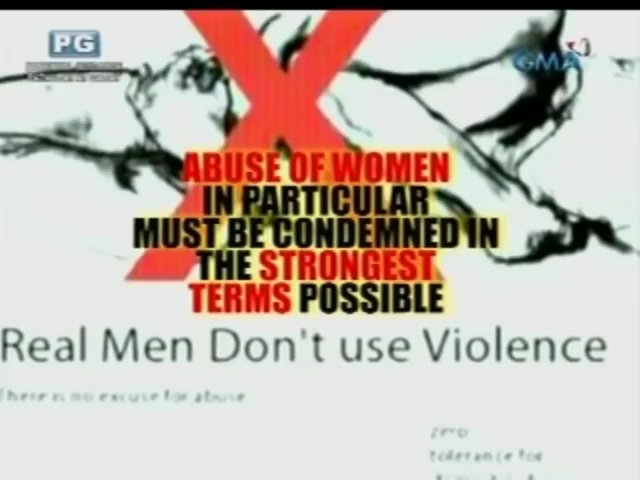 PG
GMA
ABUSE OF WOMEN
IN PARTICULAR
MUST BE CONDEMNED IN
THE STRONGEST
TERMS POSSIBLE
Real Men Don't use Violence
There is no excuse for abuse
zero
tolerance for